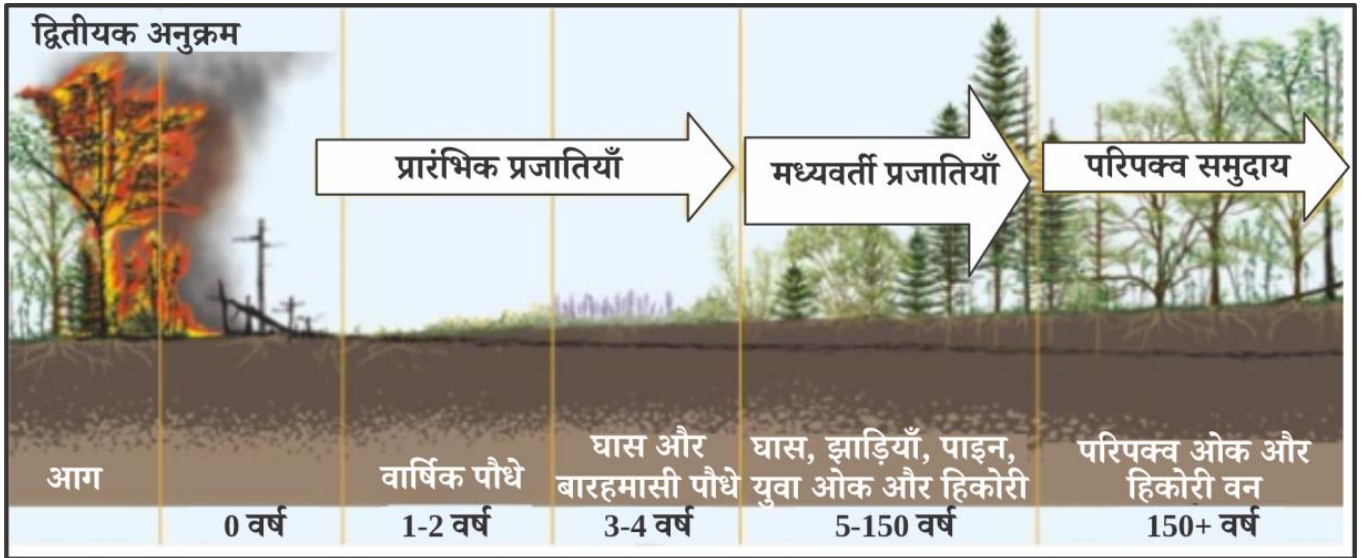 द्वितीयक अनुक्रम
प्रारंभिक प्रजातियाँ
मध्यवर्ती प्रजातियाँ
परिपक्व समुदाय
आग
वार्षिक पौधे
घास और
बारहमासी पौधे
घास, झाड़ियाँ, पाइन,
युवा ओक और हिकोरी
परिपक्व ओक और
हिकोरी वन
0 वर्ष
1-2 वर्ष
3-4 वर्ष
5-150 वर्ष
150+ वर्ष